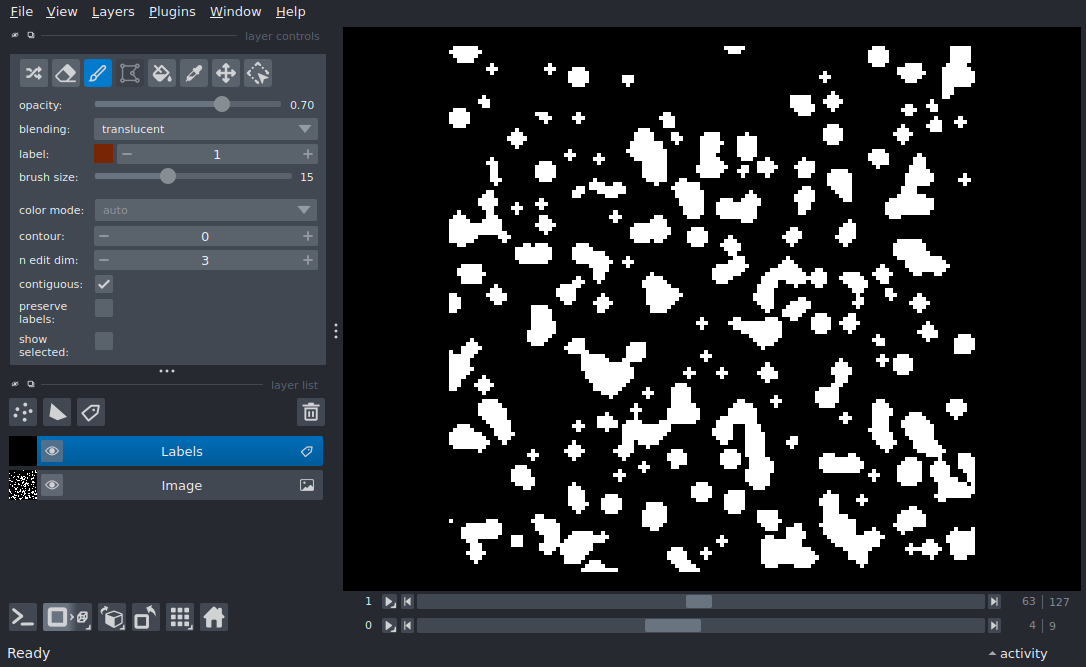 File View Layers Plugins Window Help
layer controls
opacity: 0.70
blending: translucent
label: 1
brush size: 15
color mode: auto
contour: 0
n edit dim: 3
contiguous:
preserve
labels:
show
selected:
layer list
Labels
Image
1 63 | 127
0 4 | 9
Ready activity